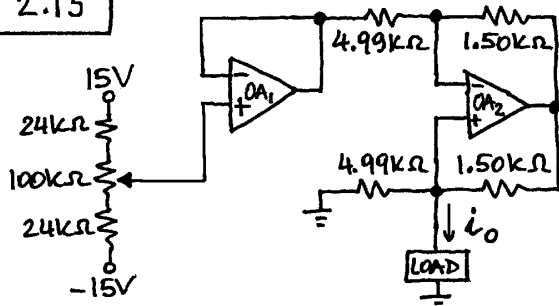 2.15
4.99KΩ 1.50KΩ
15V
- OA1
+
- OA2
+
24KΩ
100KΩ
4.99KΩ 1.50KΩ
24KΩ
io
-15V
LOAD